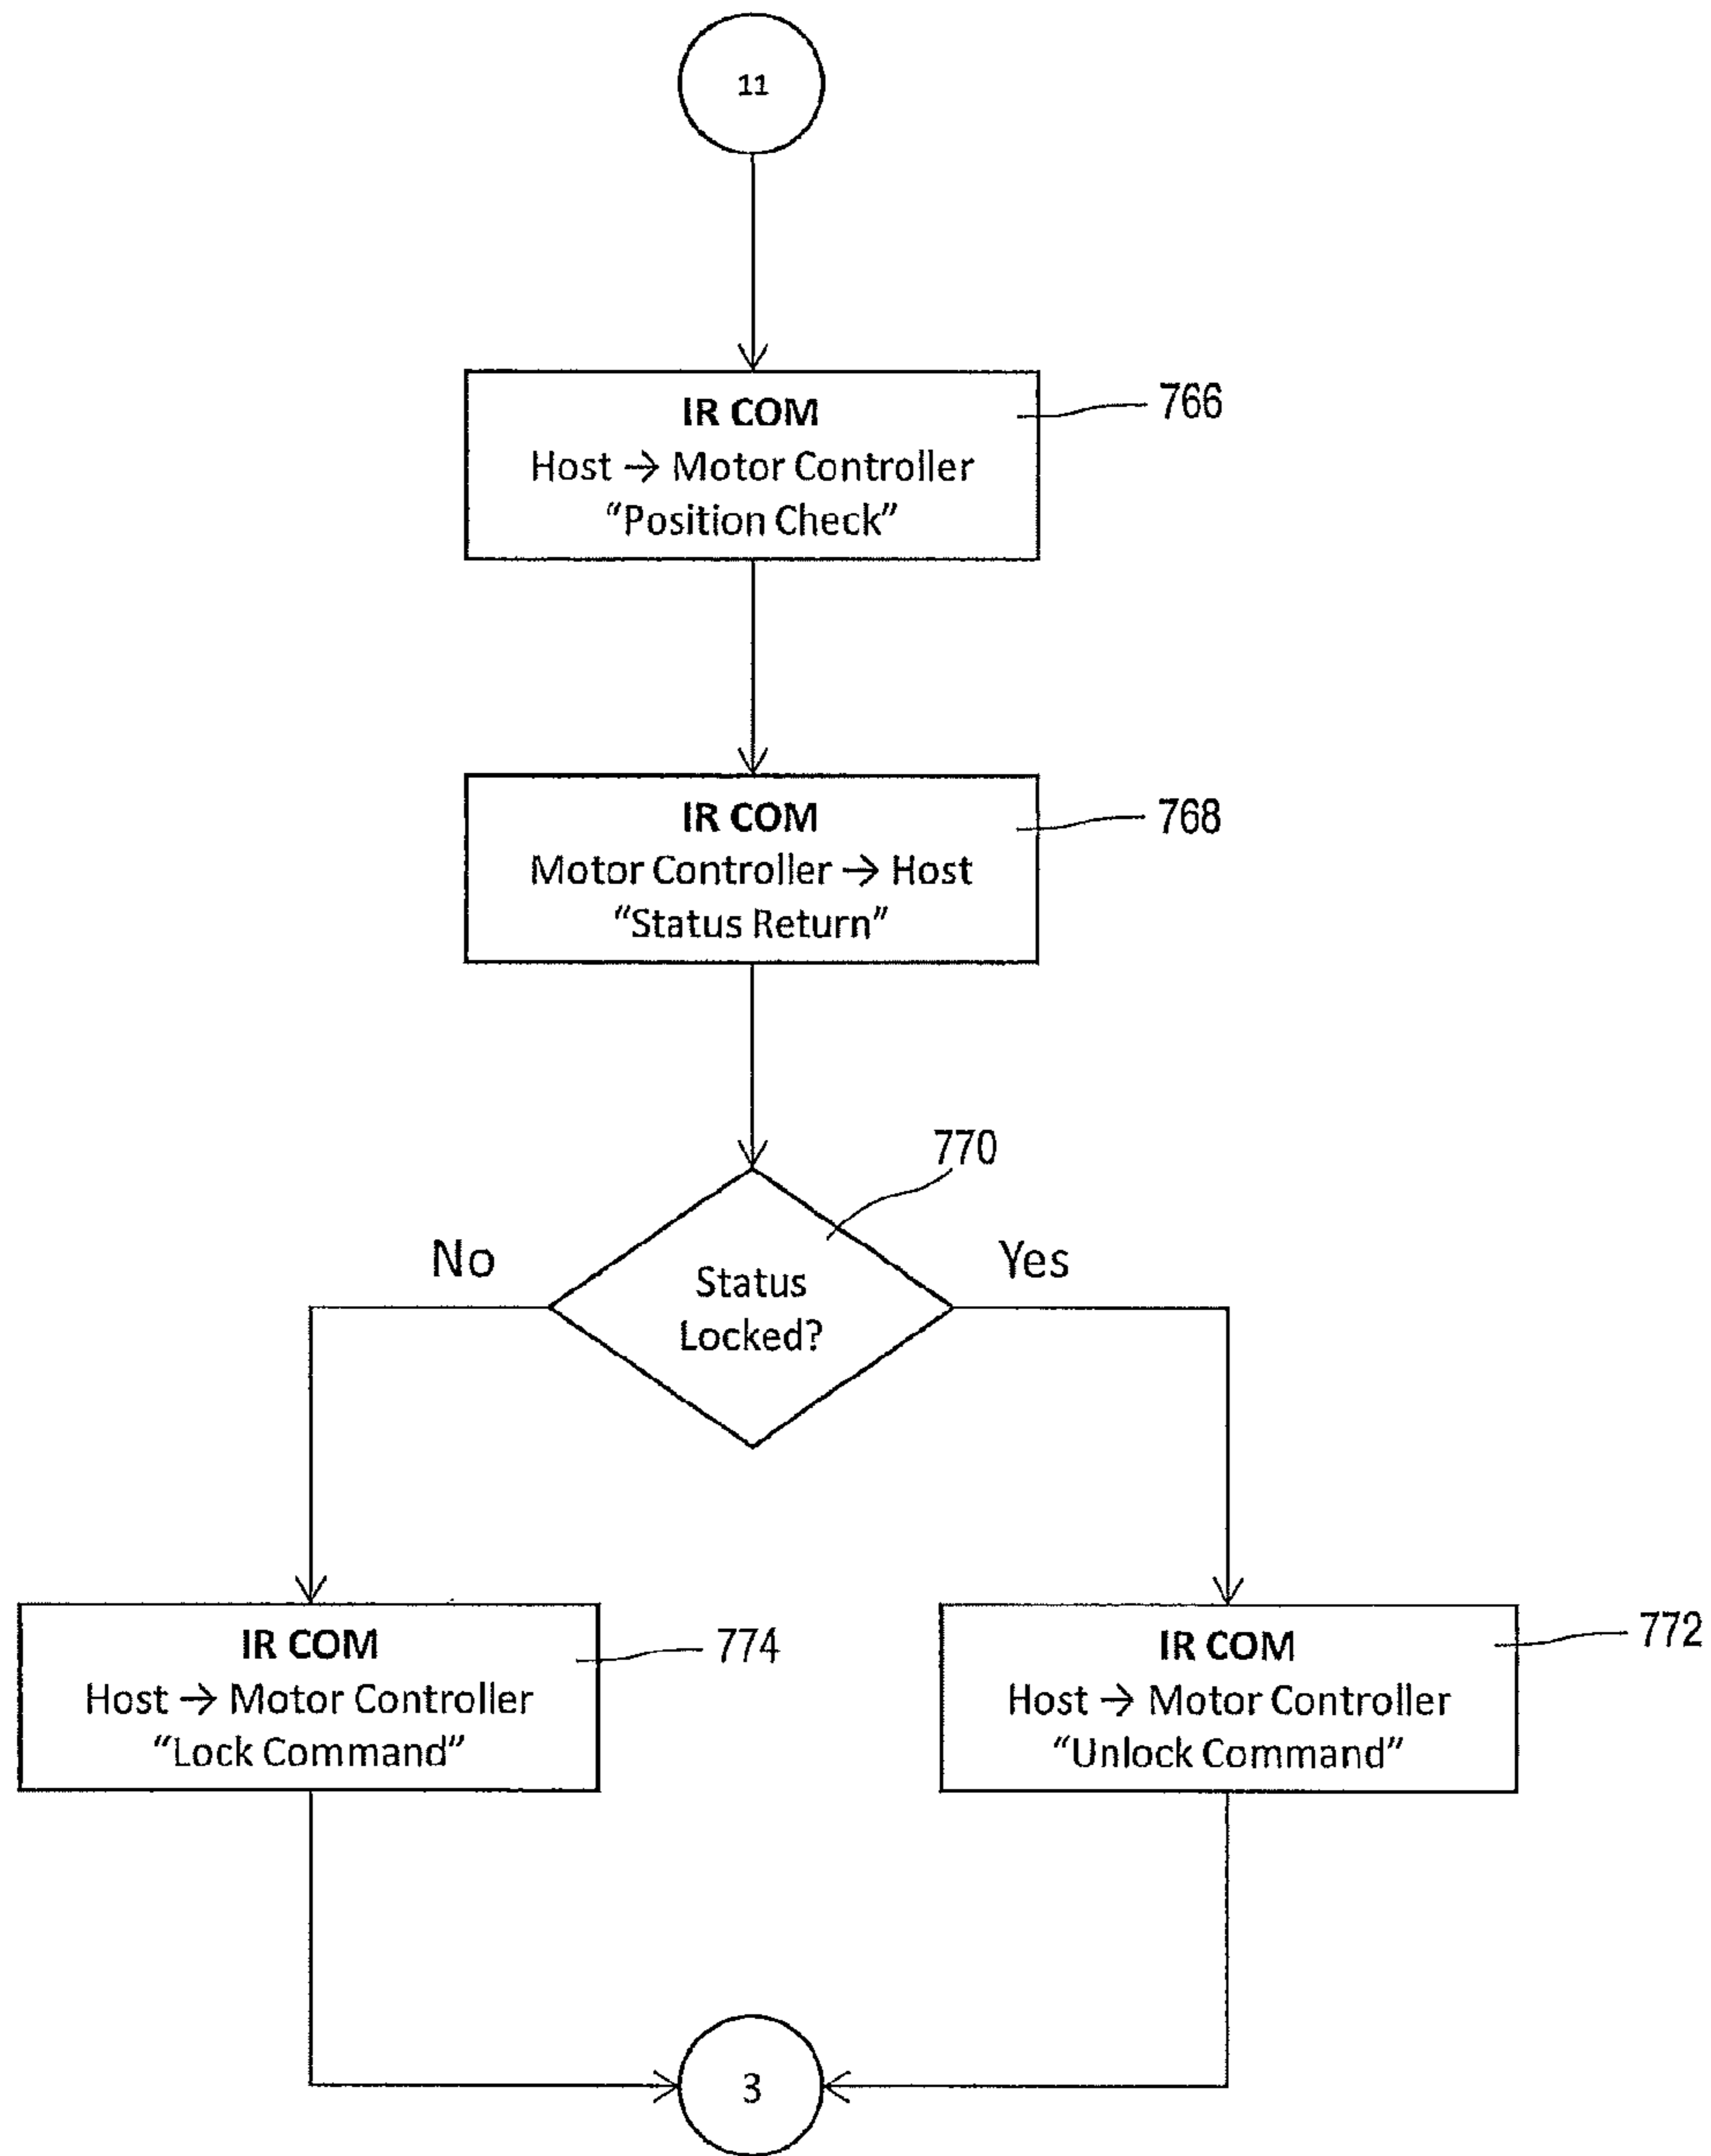 11
IR COM
Host → Motor Controller
“Position Check”
766
IR COM
Motor Controller → Host
“Status Return”
768
770
No
Yes
Status
Locked?
IR COM
Host → Motor Controller
“Lock Command”
774
IR COM
Host → Motor Controller
“Unlock Command”
772
3